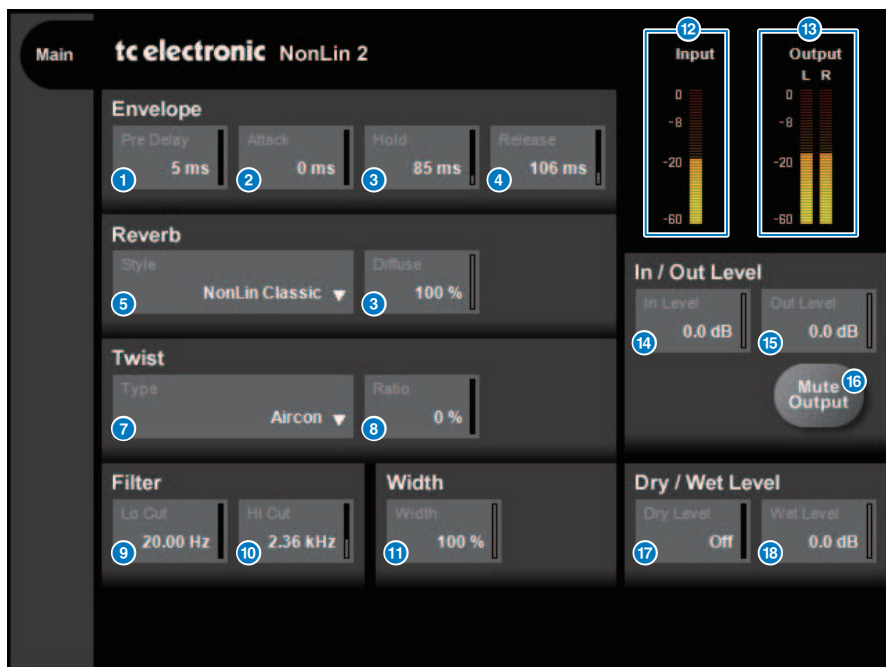 Main
tc electronic NonLin 2
Envelope
Pre Delay
5 ms
1
Attack
0 ms
2
Hold
85 ms
3
Release
106 ms
4
Reverb
Style
NonLin Classic
5
Diffuse
100 %
3
Twist
Type
Aircon
7
Ratio
0 %
8
Filter
Lo Cut
20.00 Hz
9
Hi Cut
2.36 kHz
10
Width
Width
100 %
11
12
Input
0
-8
-20
-60
13
Output
L R
0
-8
-20
-60
In / Out Level
In Level
0.0 dB
14
Out Level
0.0 dB
15
Mute
Output
16
Dry / Wet Level
Dry Level
Off
17
Wet Level
0.0 dB
18